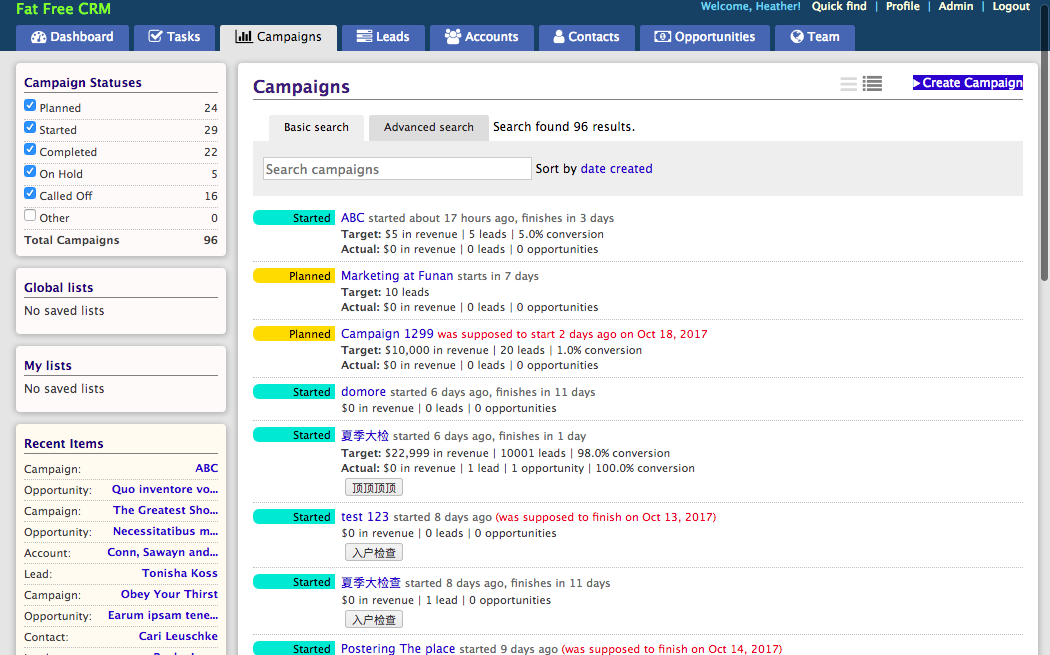 Fat Free CRM
Welcome, Heather! Quick find | Profile | Admin | Logout
Dashboard Tasks Campaigns Leads Accounts Contacts Opportunities Team
Campaign Statuses
Planned 24
Started 29
Completed 22
On Hold 5
Called Off 16
Other 0
Total Campaigns 96
Global lists
No saved lists
My lists
No saved lists
Recent Items
Campaign: ABC
Opportunity: Quo inventore vo...
Campaign: The Greatest Sho...
Opportunity: Necessitatibus m...
Account: Conn, Sawayn and...
Lead: Tonisha Koss
Campaign: Obey Your Thirst
Opportunity: Earum ipsam tene...
Contact: Cari Leuschke
Campaigns
▸Create Campaign
Basic search Advanced search Search found 96 results.
Search campaigns Sort by date created
Started ABC started about 17 hours ago, finishes in 3 days
Target: $5 in revenue | 5 leads | 5.0% conversion
Actual: $0 in revenue | 0 leads | 0 opportunities
Planned Marketing at Funan starts in 7 days
Target: 10 leads
Actual: $0 in revenue | 0 leads | 0 opportunities
Planned Campaign 1299 was supposed to start 2 days ago on Oct 18, 2017
Target: $10,000 in revenue | 20 leads | 1.0% conversion
Actual: $0 in revenue | 0 leads | 0 opportunities
Started domore started 6 days ago, finishes in 11 days
$0 in revenue | 0 leads | 0 opportunities
Started 夏季大检 started 6 days ago, finishes in 1 day
Target: $22,999 in revenue | 10001 leads | 98.0% conversion
Actual: $0 in revenue | 1 lead | 1 opportunity | 100.0% conversion
顶顶顶顶
Started test 123 started 8 days ago (was supposed to finish on Oct 13, 2017)
$0 in revenue | 0 leads | 0 opportunities
入户检查
Started 夏季大检查 started 8 days ago, finishes in 11 days
$0 in revenue | 1 lead | 0 opportunities
入户检查
Started Postering The place started 9 days ago (was supposed to finish on Oct 14, 2017)